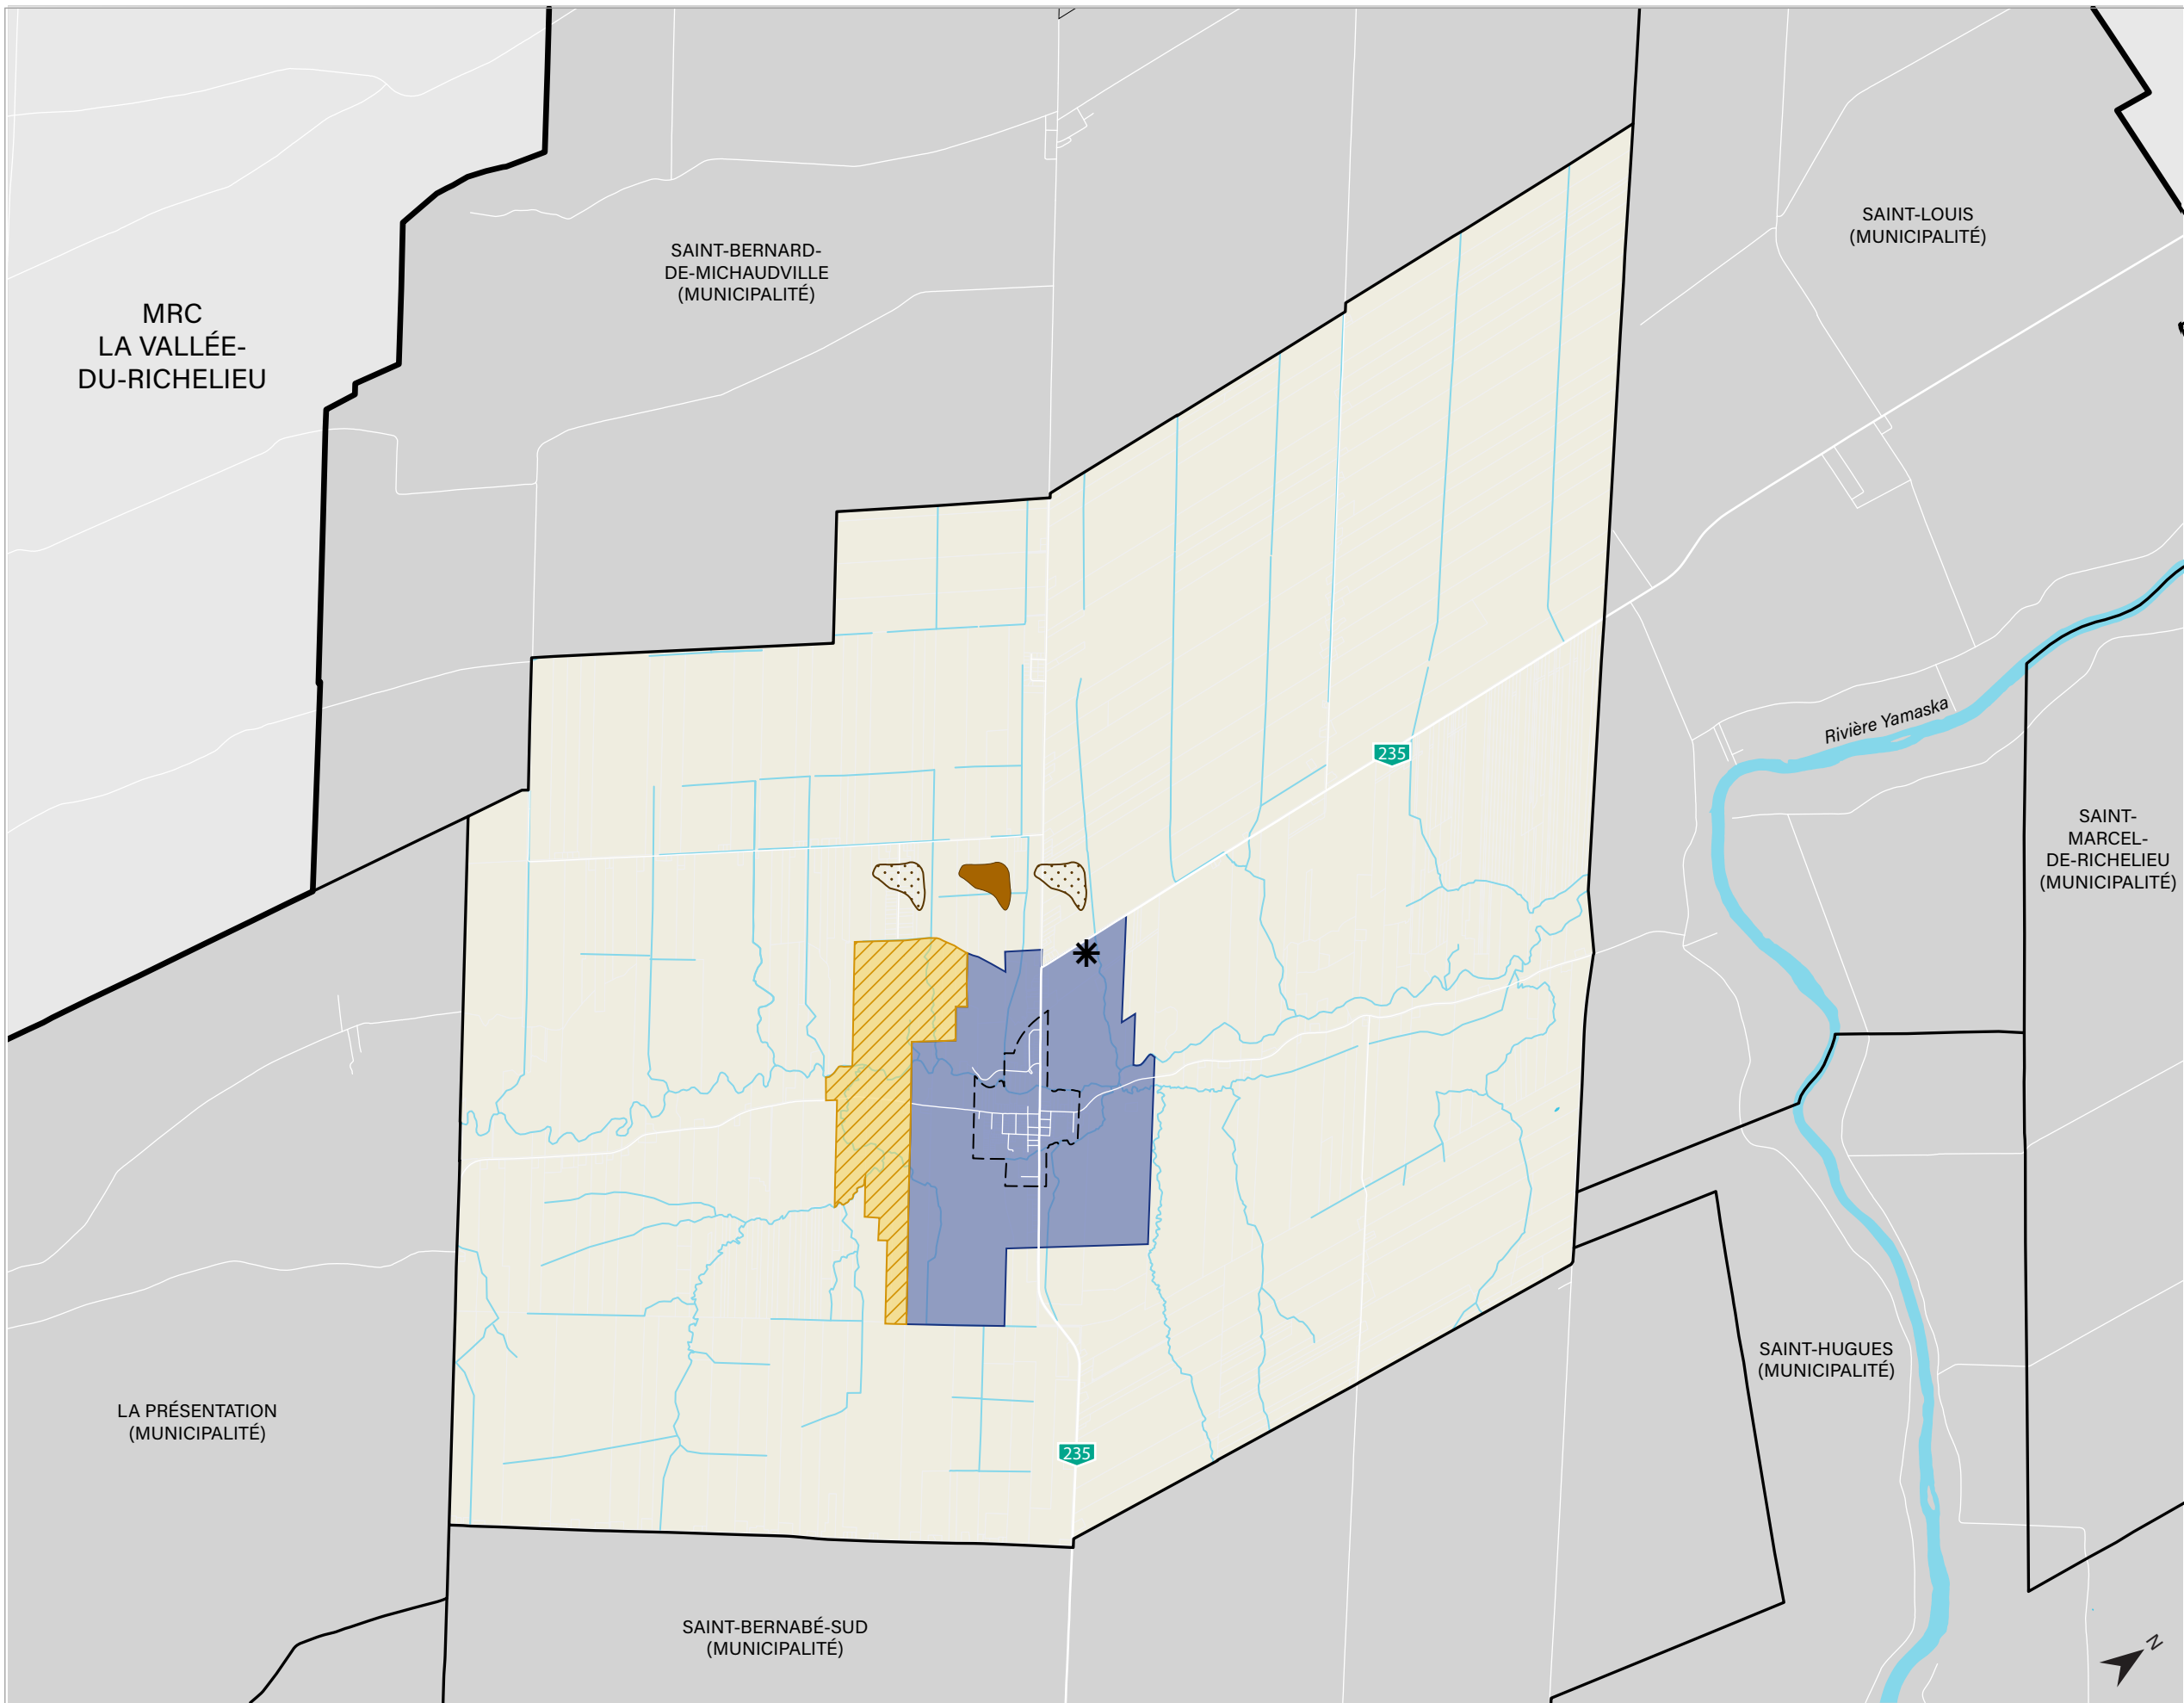 SAINT-LOUIS
(MUNICIPALITÉ)
SAINT-BERNARD-
DE-MICHAUDVILLE
(MUNICIPALITÉ)
MRC
LA VALLÉE-
DU-RICHELIEU
Rivière Yamaska
235
SAINT-
MARCEL-
DE-RICHELIEU
(MUNICIPALITÉ)
SAINT-HUGUES
(MUNICIPALITÉ)
LA PRÉSENTATION
(MUNICIPALITÉ)
235
SAINT-BERNABÉ-SUD
(MUNICIPALITÉ)
N